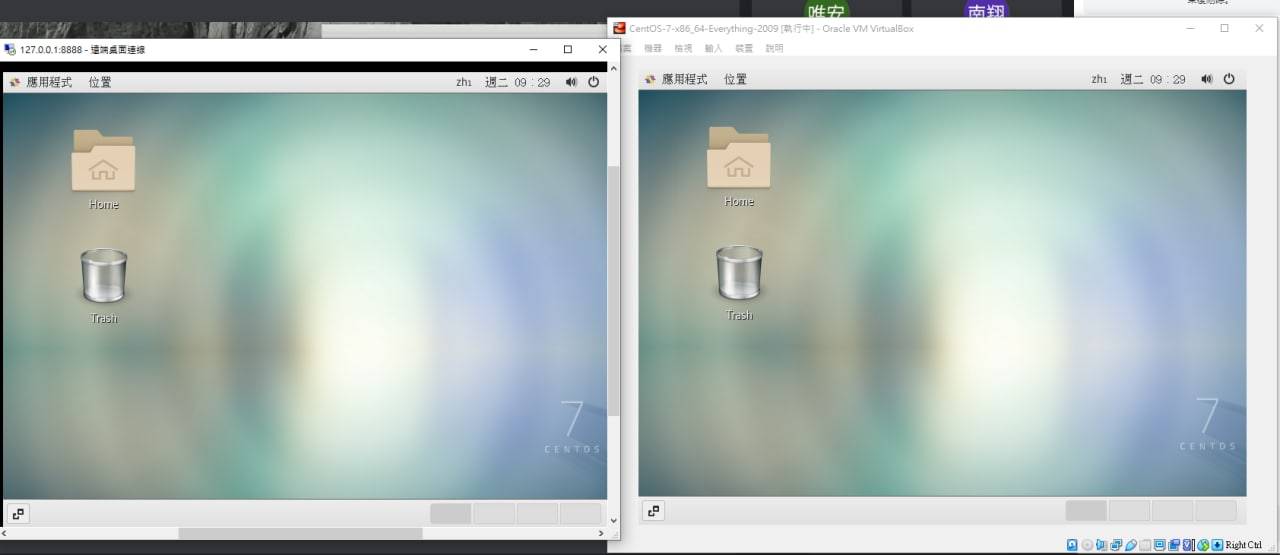 唯安
南翔
127.0.0.1:8888 - 遠端桌面連線
CentOS-7-x86_64-Everything-2009 [執行中] - Oracle VM VirtualBox
機器 檢視 輸入 裝置 說明
應用程式 位置
zh₁ 週二 09：29
Home
Trash
7
CENTOS
應用程式 位置
zh₁ 週二 09：29
Home
Trash
7
CENTOS
Right Ctrl